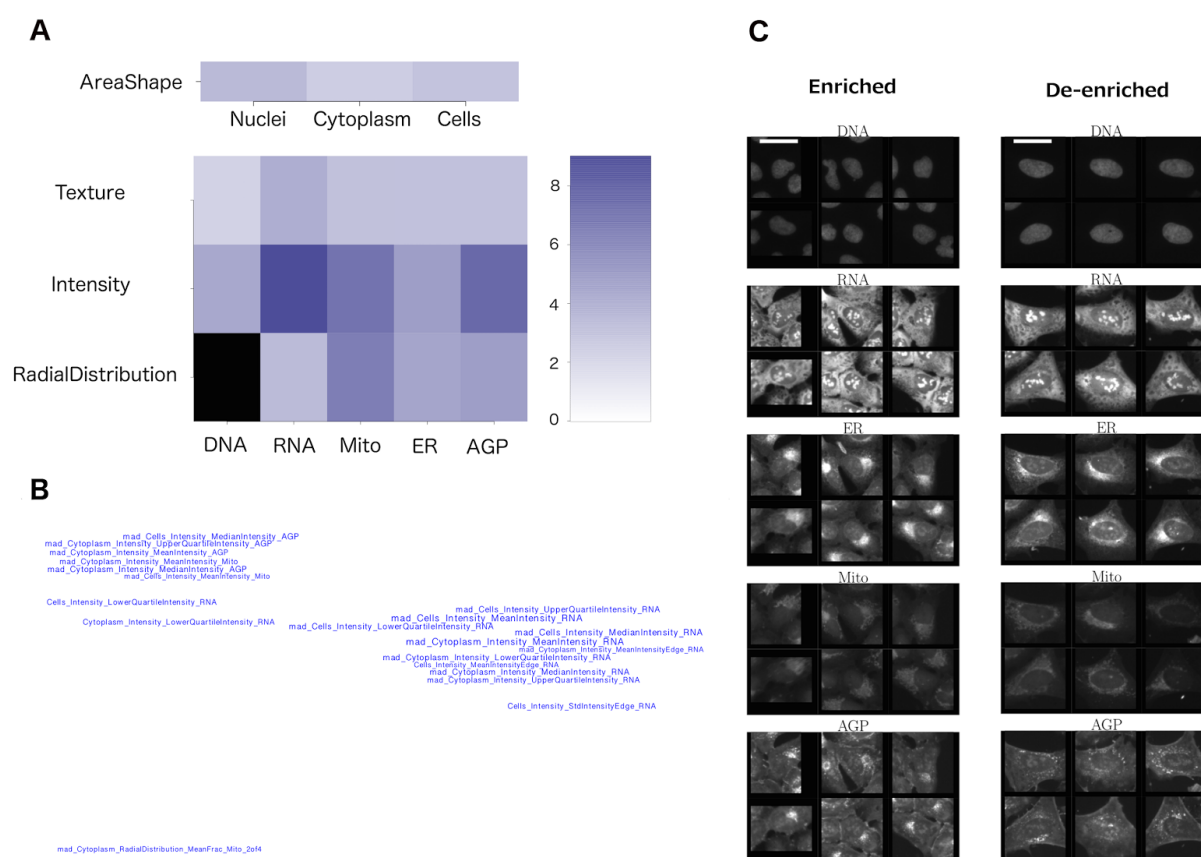 A
AreaShape
Nuclei Cytoplasm Cells
Texture
Intensity
RadialDistribution
DNA RNA Mito ER AGP
8
6
4
2
0
B
mad_Cells_Intensity_MedianIntensity_AGP
mad_Cytoplasm_Intensity_UpperQuartileIntensity_AGP
mad_Cytoplasm_Intensity_MeanIntensity_AGP
mad_Cytoplasm_Intensity_MeanIntensity_Mito
mad_Cytoplasm_Intensity_MedianIntensity_AGP
mad_Cells_Intensity_MeanIntensity_Mito
Cells_Intensity_LowerQuartileIntensity_RNA
Cytoplasm_Intensity_LowerQuartileIntensity_RNA
mad_Cells_Intensity_UpperQuartileIntensity_RNA
mad_Cells_Intensity_MeanIntensity_RNA
mad_Cells_Intensity_LowerQuartileIntensity_RNA
mad_Cells_Intensity_MedianIntensity_RNA
mad_Cytoplasm_Intensity_MeanIntensity_RNA
mad_Cytoplasm_Intensity_MeanIntensityEdge_RNA
mad_Cytoplasm_Intensity_LowerQuartileIntensity_RNA
Cells_Intensity_MeanIntensityEdge_RNA
mad_Cytoplasm_Intensity_MedianIntensity_RNA
mad_Cytoplasm_Intensity_UpperQuartileIntensity_RNA
Cells_Intensity_StdIntensityEdge_RNA
mad_Cytoplasm_RadialDistribution_MeanFrac_Mito_2of4
C
Enriched De-enriched
DNA DNA
RNA RNA
ER ER
Mito Mito
AGP AGP